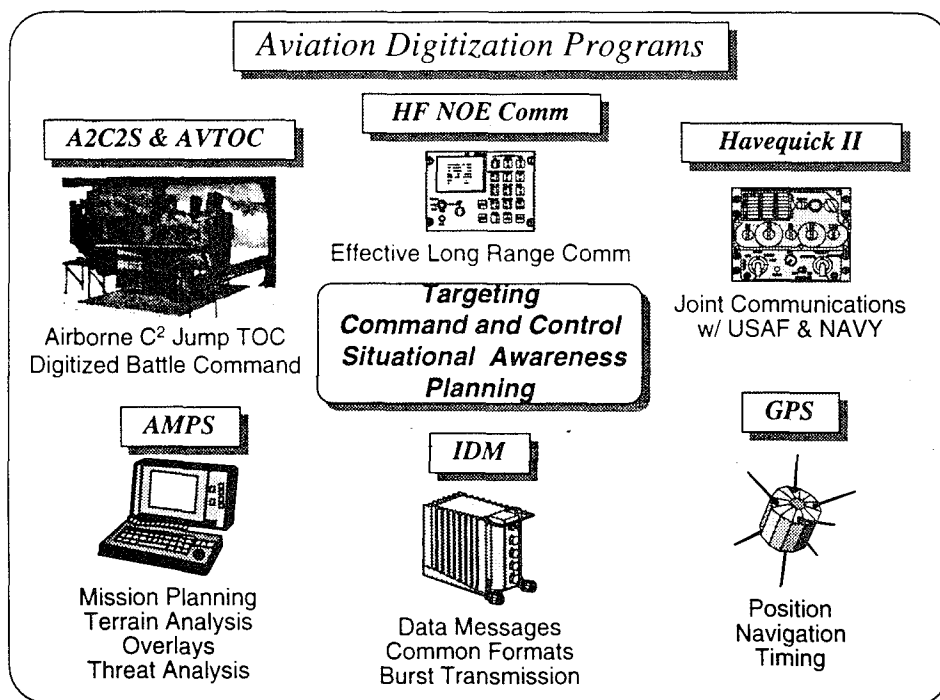 Aviation Digitization Programs
A2C2S & AVTOC
Airborne C² Jump TOC
Digitized Battle Command
HF NOE Comm
Effective Long Range Comm
Havequick II
Joint Communications
w/ USAF & NAVY
Targeting
Command and Control
Situational Awareness
Planning
AMPS
Mission Planning
Terrain Analysis
Overlays
Threat Analysis
IDM
Data Messages
Common Formats
Burst Transmission
GPS
Position
Navigation
Timing